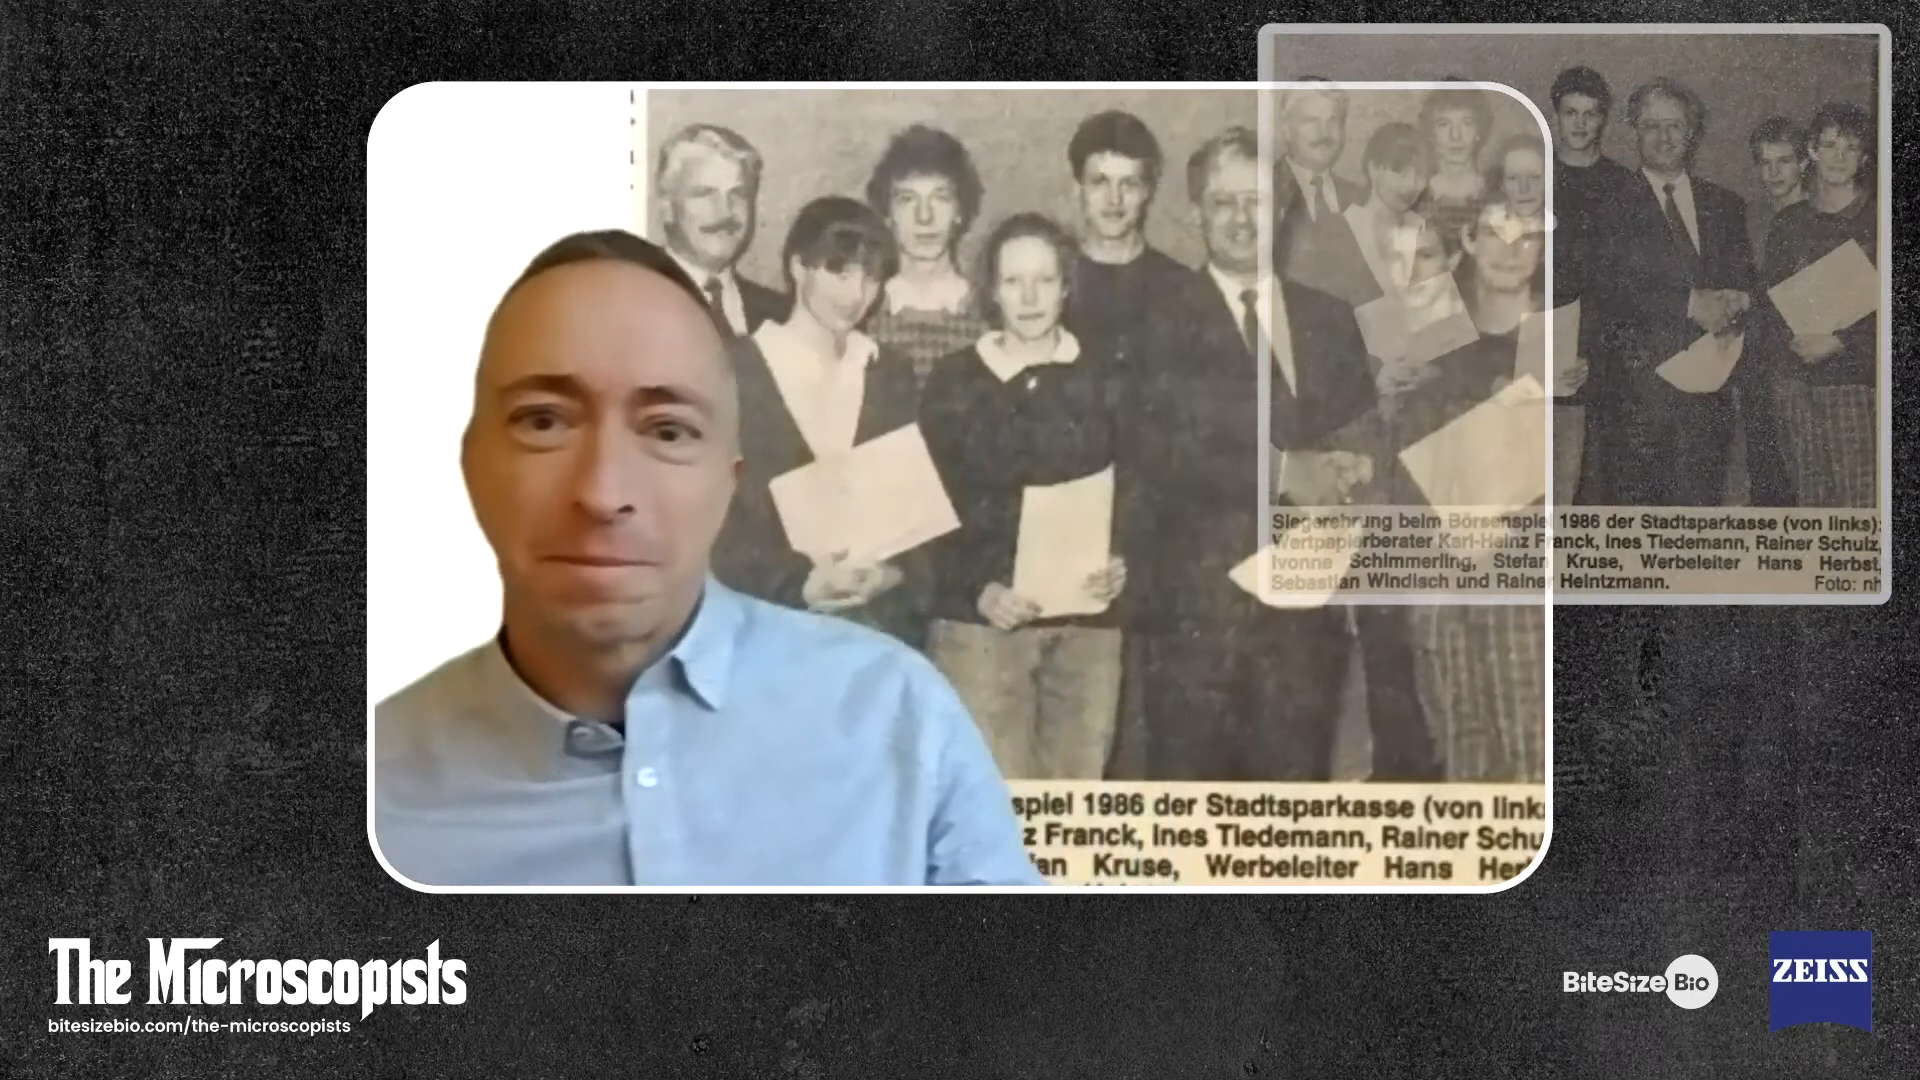 Siegerehrung beim Börsenspiel 1986 der Stadtsparkasse (von links):
Wertpapierberater Karl-Heinz Franck, Ines Tiedemann, Rainer Schulz,
Ivonne Schimmerling, Stefan Kruse, Werbeleiter Hans Herbst,
Sebastian Windisch und Rainer Heintzmann. Foto: nh
spiel 1986 der Stadtsparkasse (von link
z Franck, Ines Tiedemann, Rainer Schu
an Kruse, Werbeleiter Hans Her
The Microscopists
bitesizebio.com/the-microscopists
BiteSize Bio
ZEISS